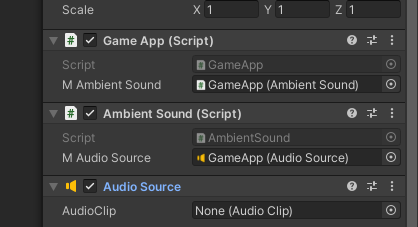 Scale X 1 Y 1 Z 1
Game App (Script)
Script GameApp
M Ambient Sound GameApp (Ambient Sound)
Ambient Sound (Script)
Script AmbientSound
M Audio Source GameApp (Audio Source)
Audio Source
AudioClip None (Audio Clip)